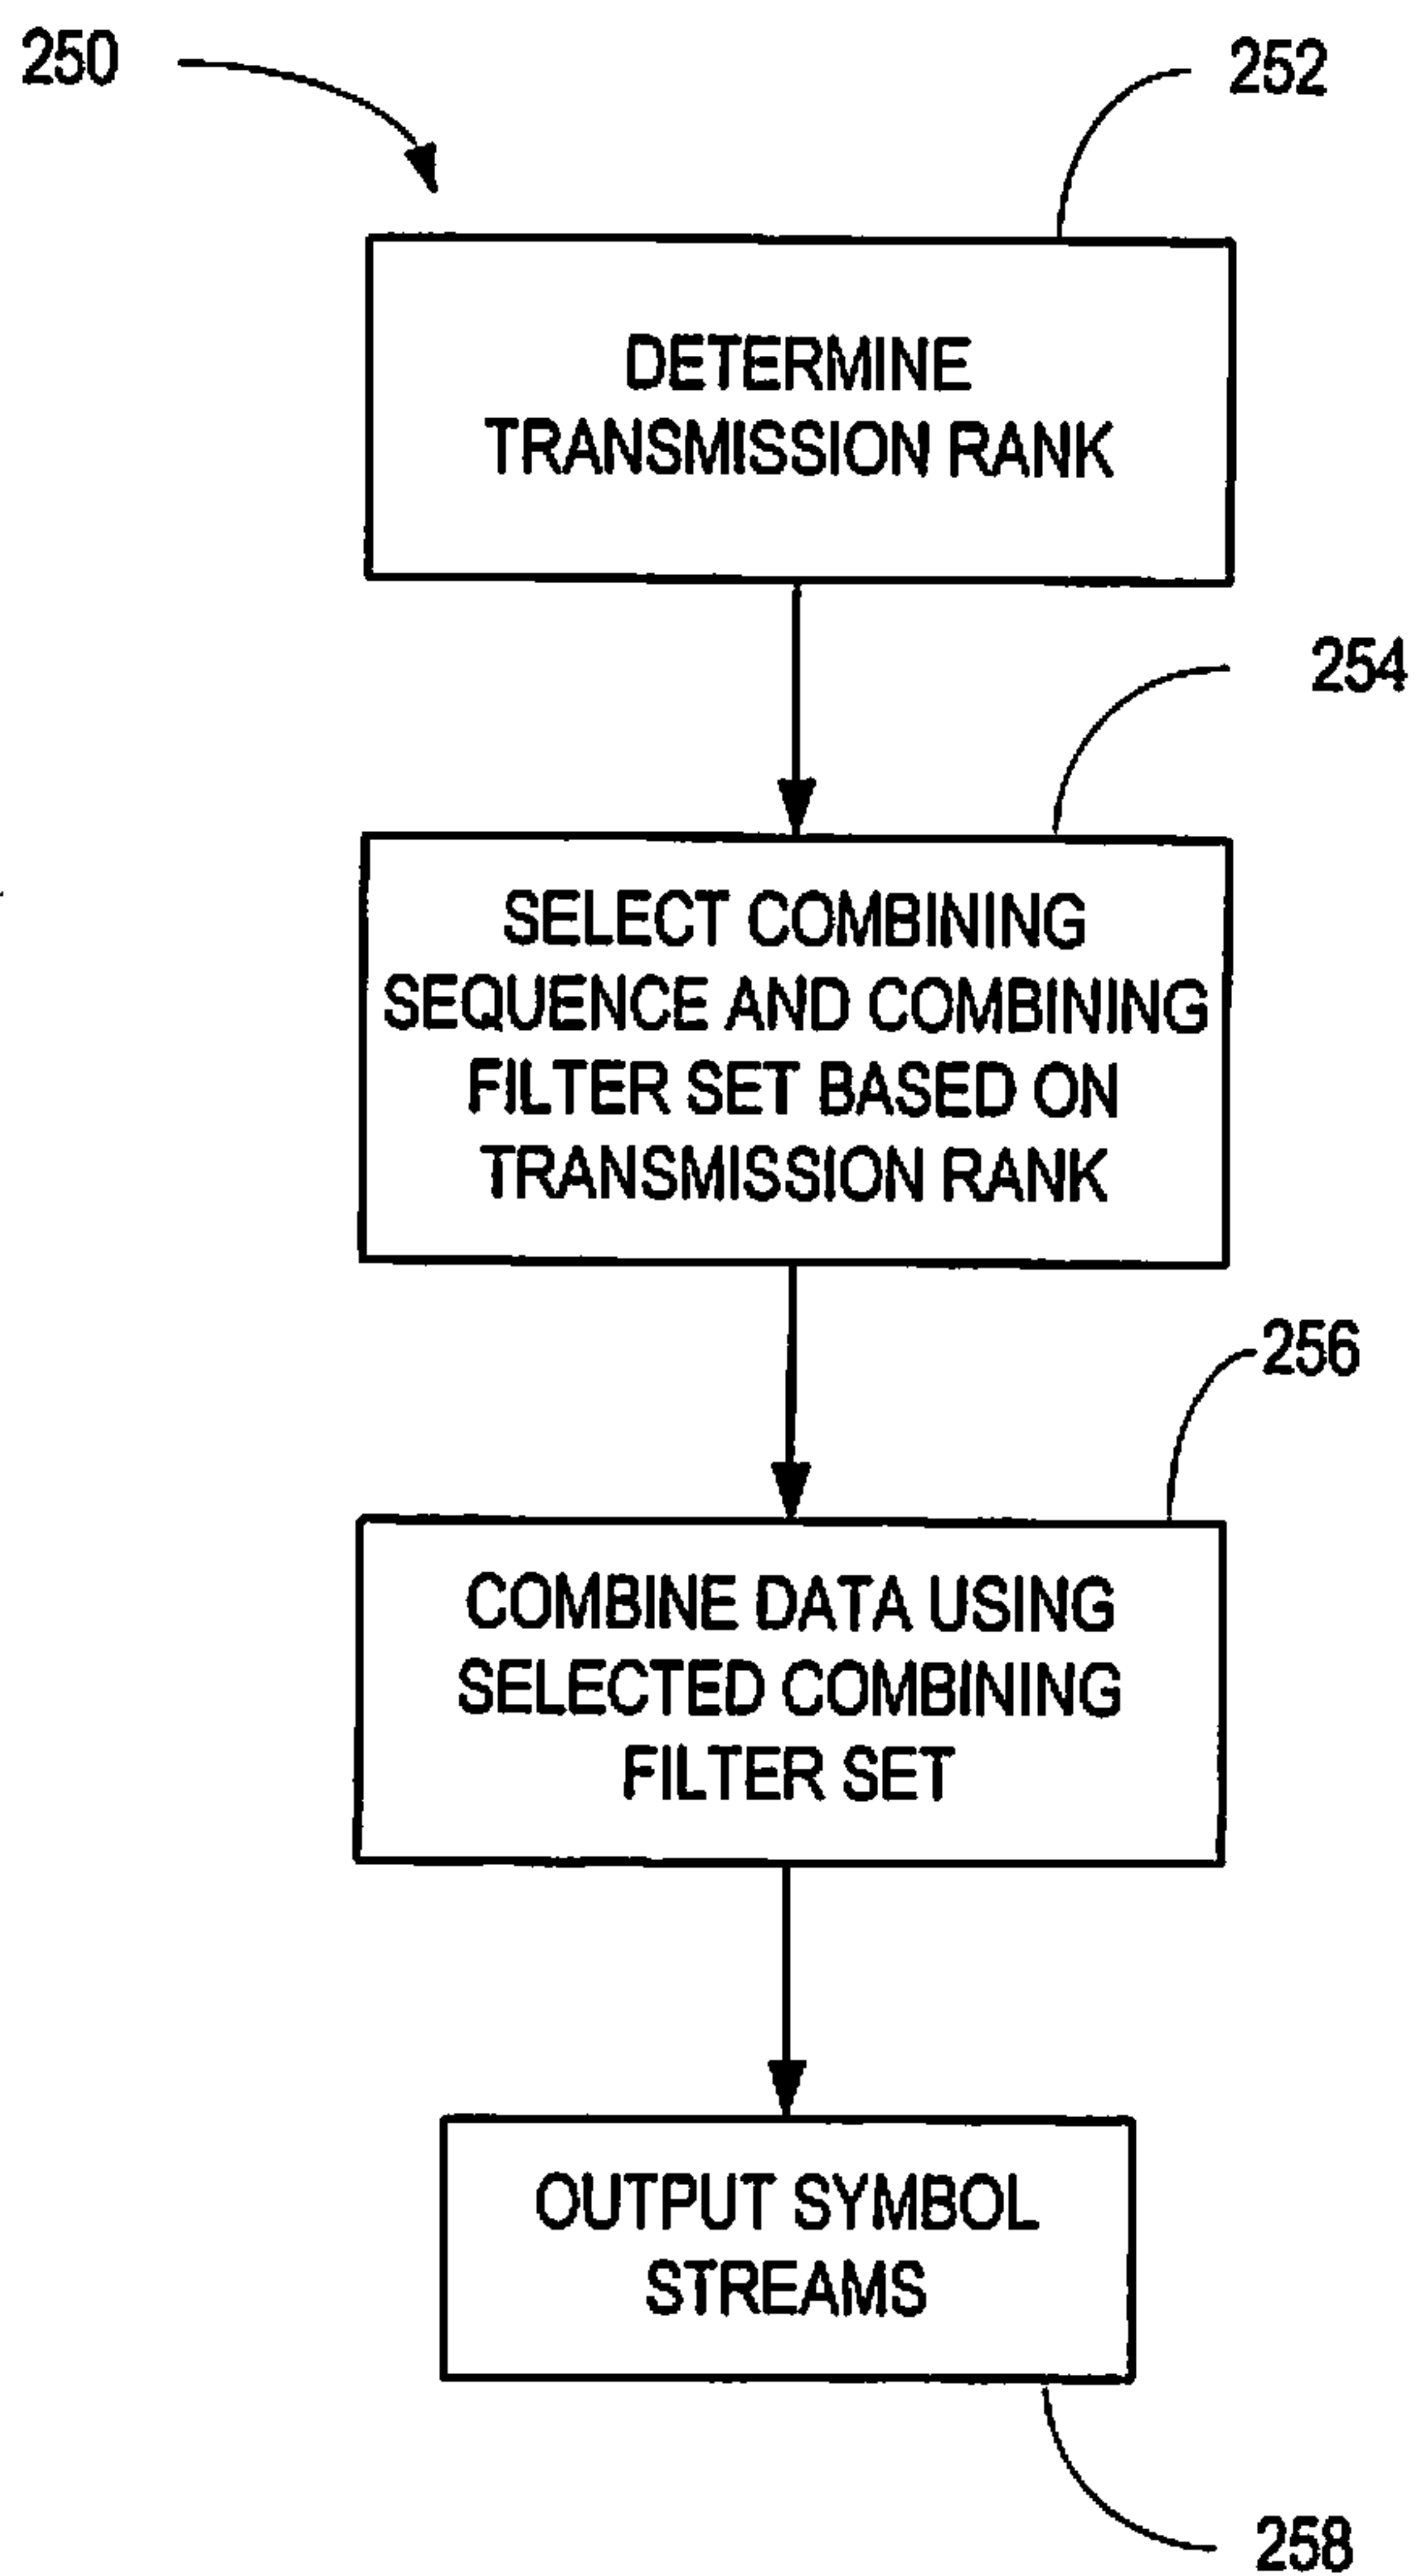 250
252
DETERMINE
TRANSMISSION RANK
254
SELECT COMBINING
SEQUENCE AND COMBINING
FILTER SET BASED ON
TRANSMISSION RANK
256
COMBINE DATA USING
SELECTED COMBINING
FILTER SET
OUTPUT SYMBOL
STREAMS
258